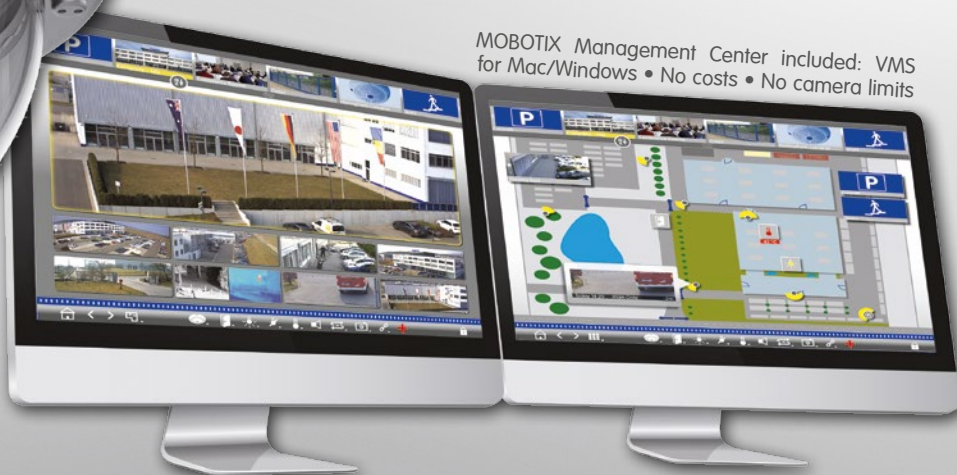 MOBOTIX Management Center included: VMS
for Mac/Windows • No costs • No camera limits
P
P
P